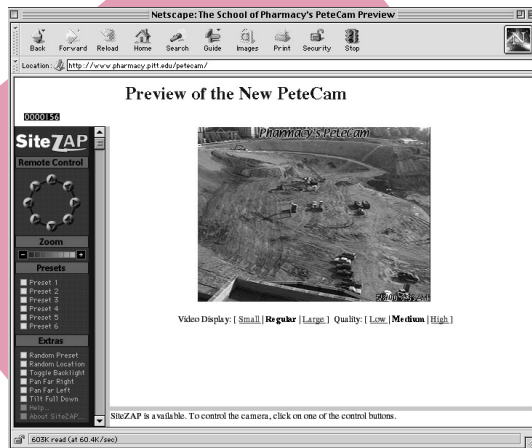 Netscape: The School of Pharmacy's PeteCam Preview
Back Forward Reload Home Search Guide Images Print Security Stop
Location: http://www.pharmacy.pitt.edu/petecam/
Preview of the New PeteCam
0000156
SiteZAP
Remote Control
Zoom
Presets
Preset 1
Preset 2
Preset 3
Preset 4
Preset 5
Preset 6
Extras
Random Preset
Random Location
Toggle Backlight
Pan Far Right
Pan Far Left
Tilt Full Down
Help...
About SiteZAP...
Pharmacy's PeteCam
Video Display: [ Small | Regular | Large ] Quality: [ Low | Medium | High ]
SiteZAP is available. To control the camera, click on one of the control buttons.
603K read (at 60.4K/sec)